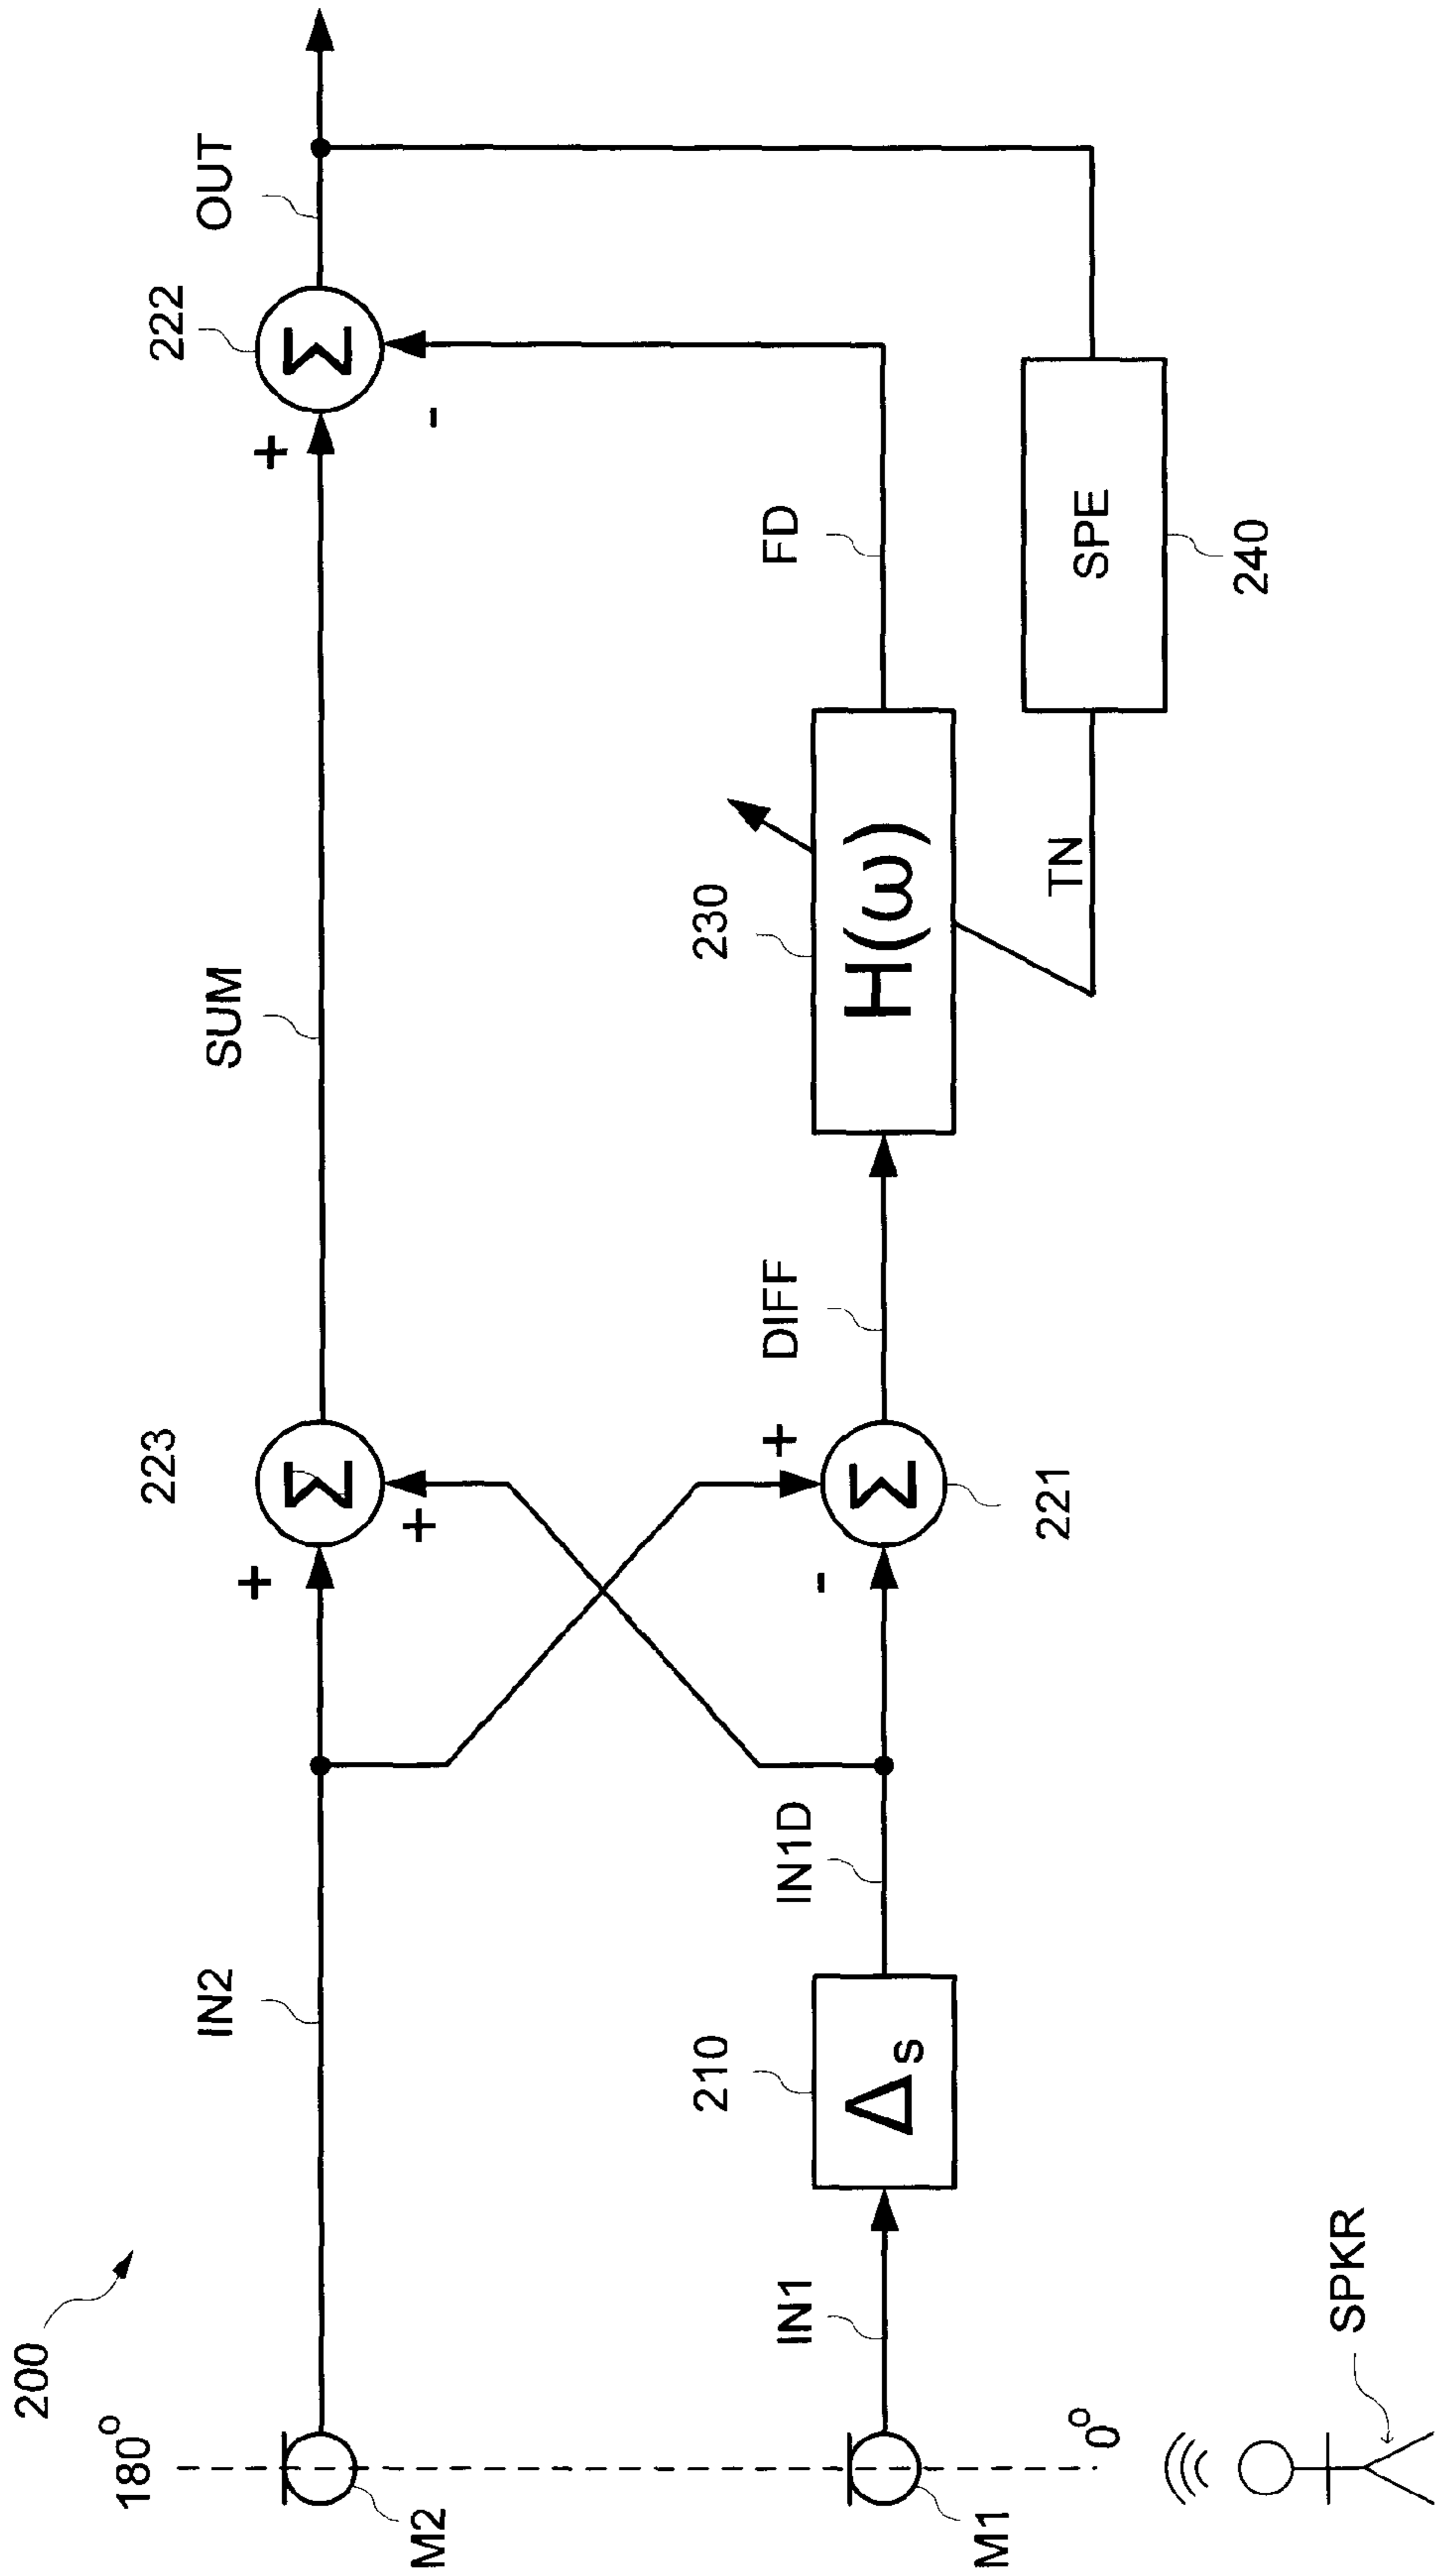 200
180°
M2
IN2
+
+
223
SUM
+
-
222
OUT
Σ
Σ
M1
0°
IN1
210
Δs
IN1D
-
+
Σ
221
DIFF
230
H(ω)
FD
TN
SPE
240
SPKR